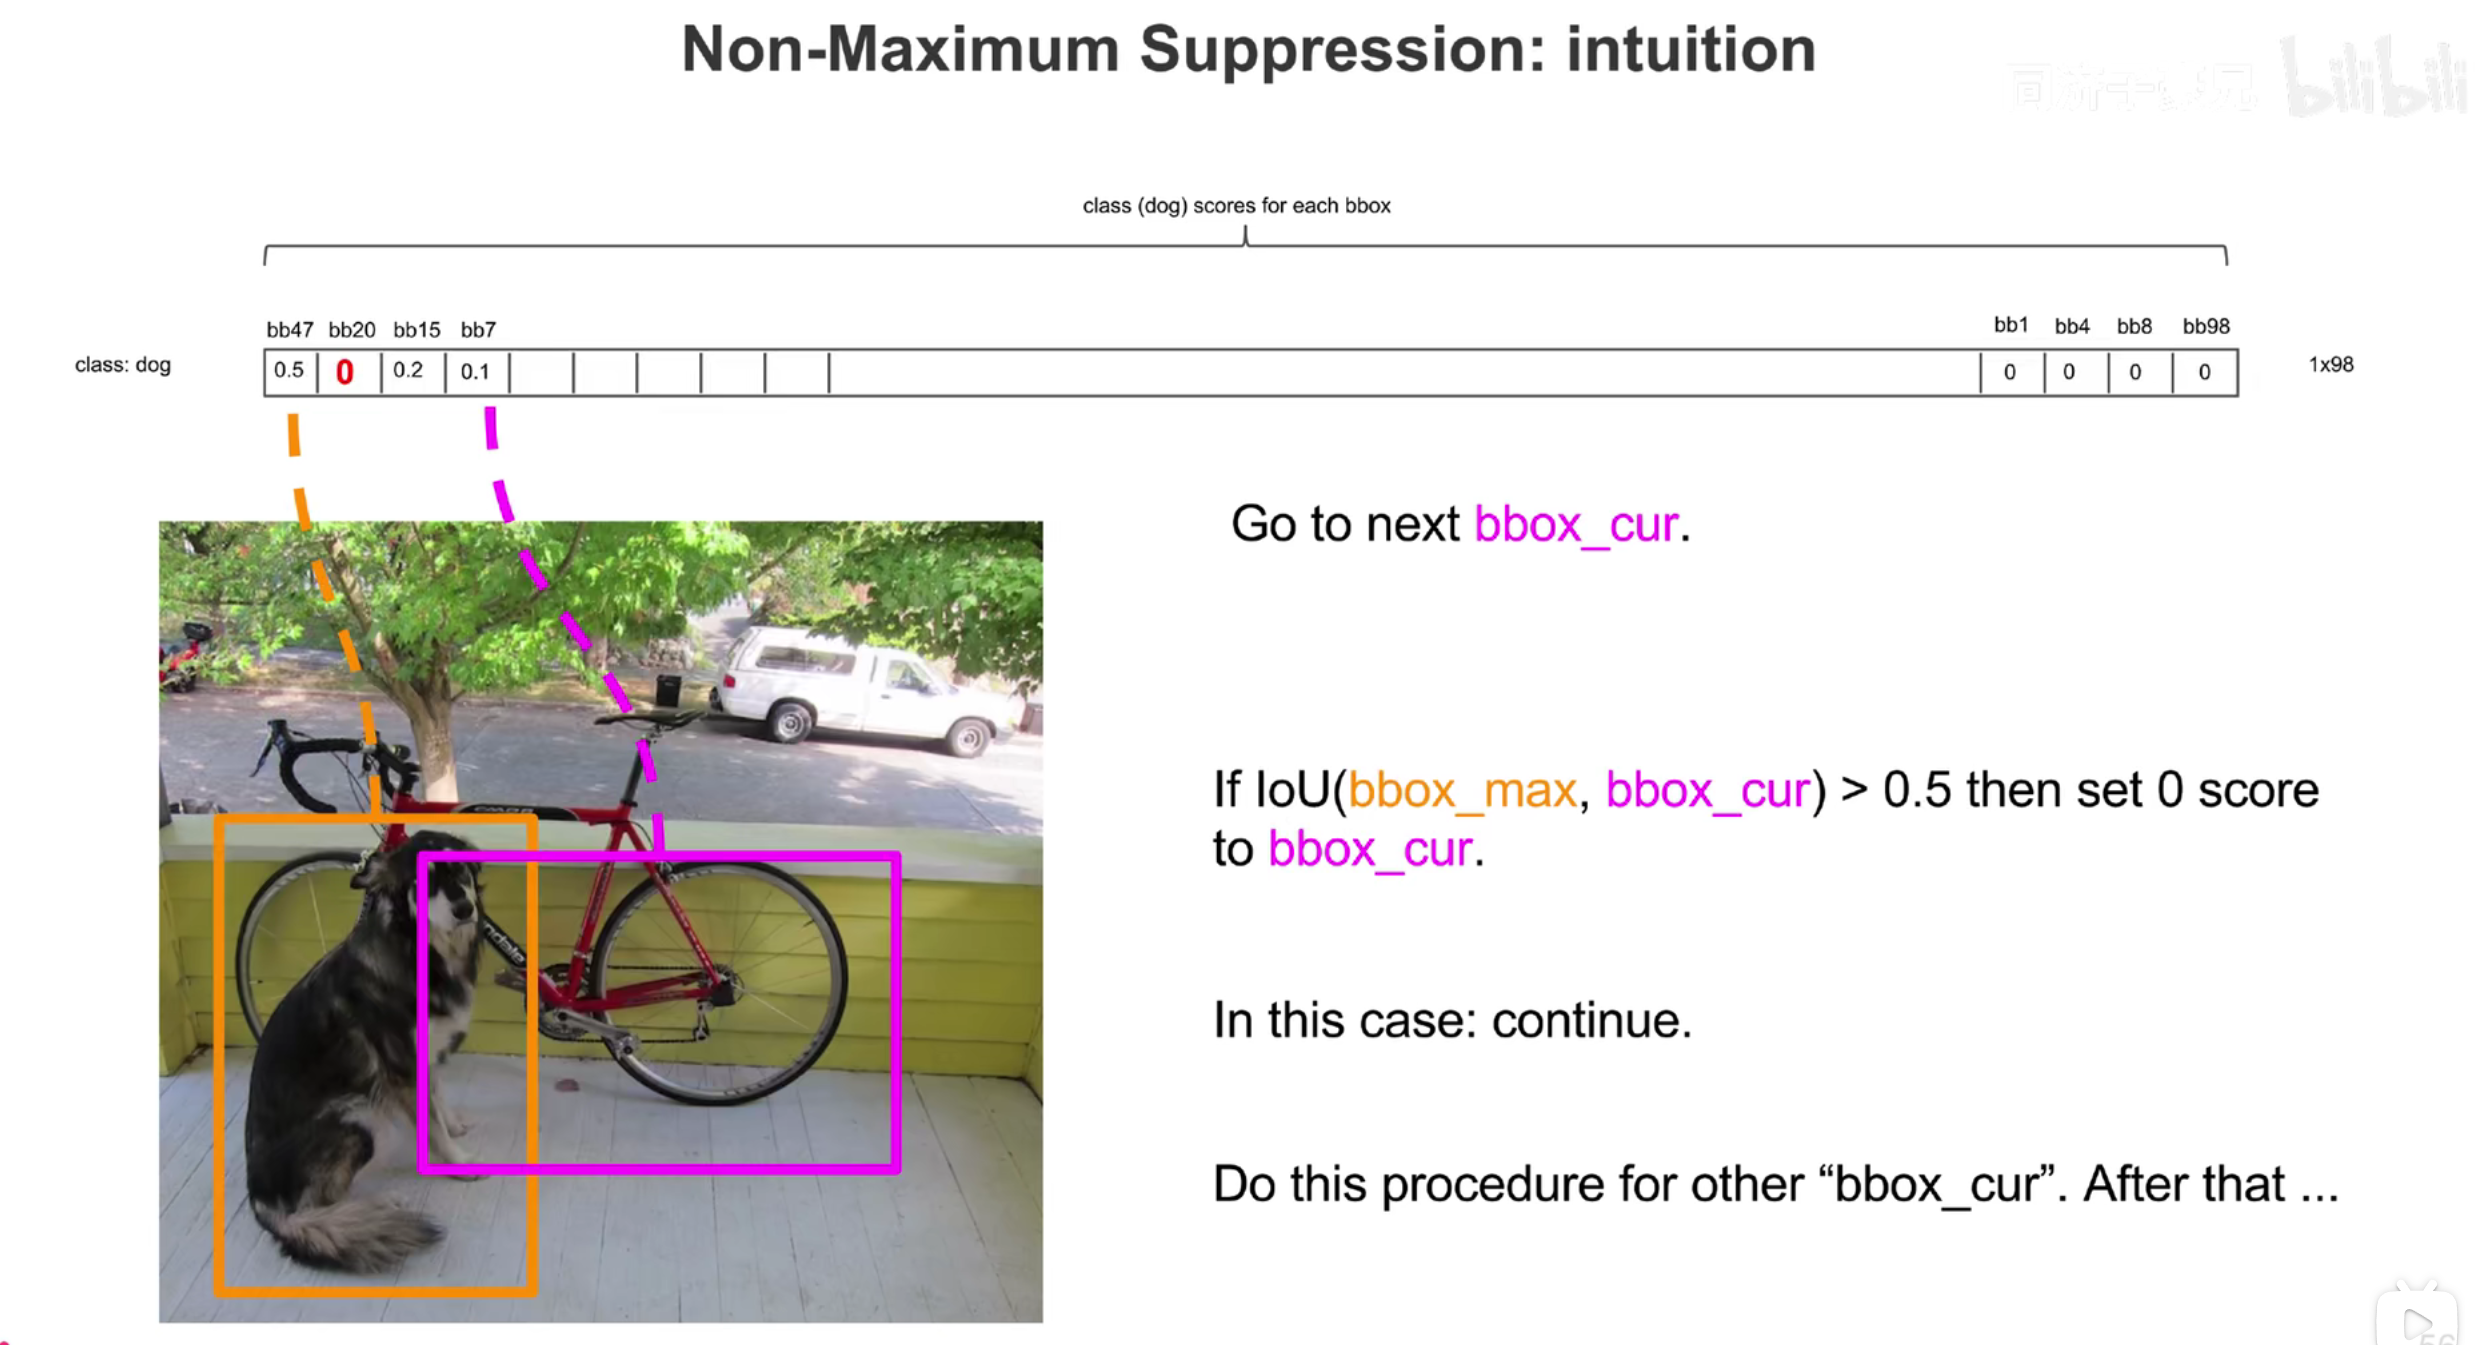 Non-Maximum Suppression: intuition
bilibili
class (dog) scores for each bbox
bb47 bb20 bb15 bb7 bb1 bb4 bb8 bb98
class: dog 0.5 0 0.2 0.1 0 0 0 0 1x98
Go to next bbox_cur.
If IoU(bbox_max, bbox_cur) > 0.5 then set 0 score
to bbox_cur.
In this case: continue.
Do this procedure for other “bbox_cur”. After that ...